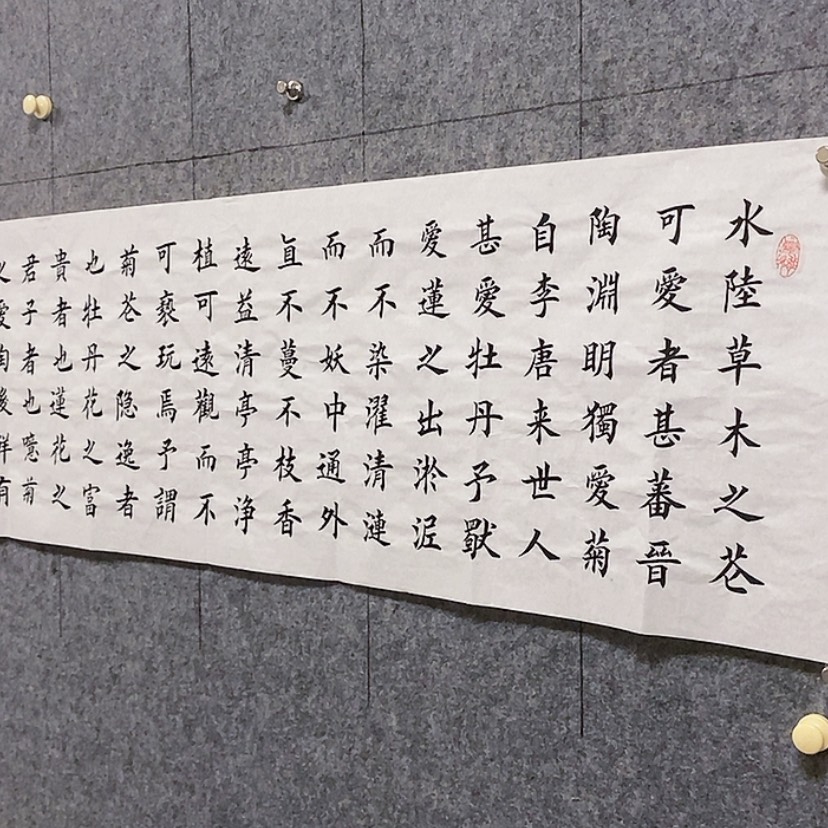 水陸草木之花
可愛者甚蕃晉
陶淵明獨愛菊
自李唐来世人
甚愛牡丹予獨
愛蓮之出淤泥
而不染濯清漣
而不妖中通外
直不蔓不枝香
遠益清亭亭浄
植可遠觀而不
可褻玩焉予謂
菊花之隐逸者
也牡丹花之富
貴者也蓮花之
君子者也噫菊
之愛陶後鮮有